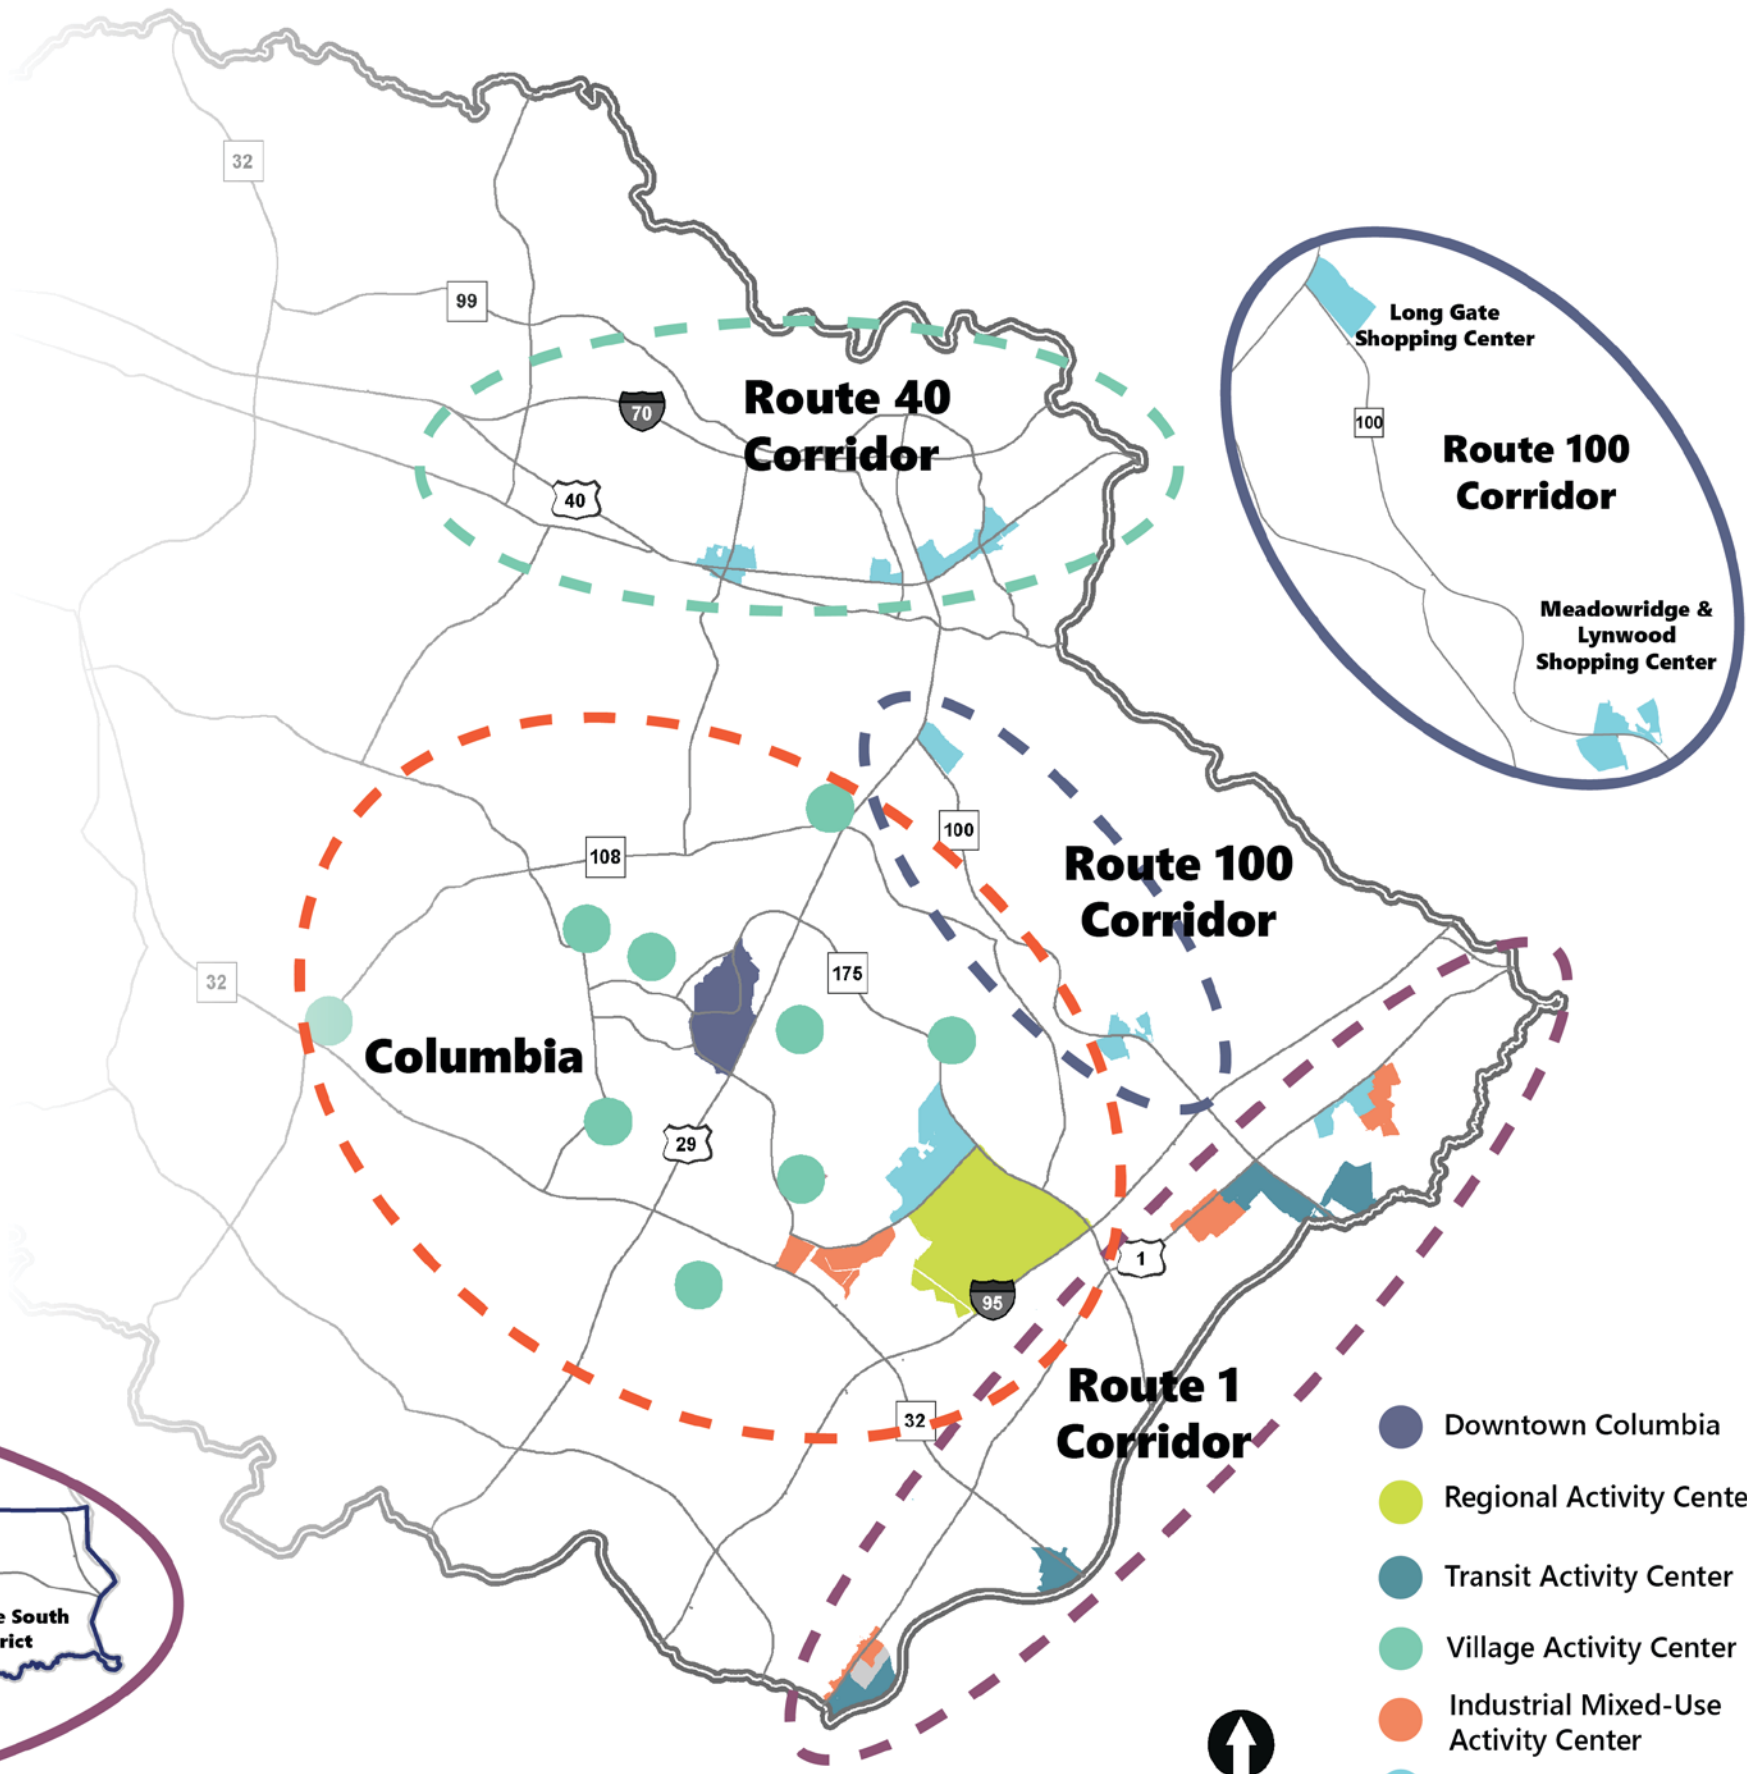 32
99
Long Gate
Shopping Center
Route 40
Corridor
70
100
Route 100
Corridor
40
Meadowridge &
Lynwood
Shopping Center
100
108
Route 100
Corridor
175
32
Columbia
29
1
95
Route 1
Corridor
32
Downtown Columbia
Regional Activity Cente
Transit Activity Center
South
Village Activity Center
Industrial Mixed-Use
Activity Center